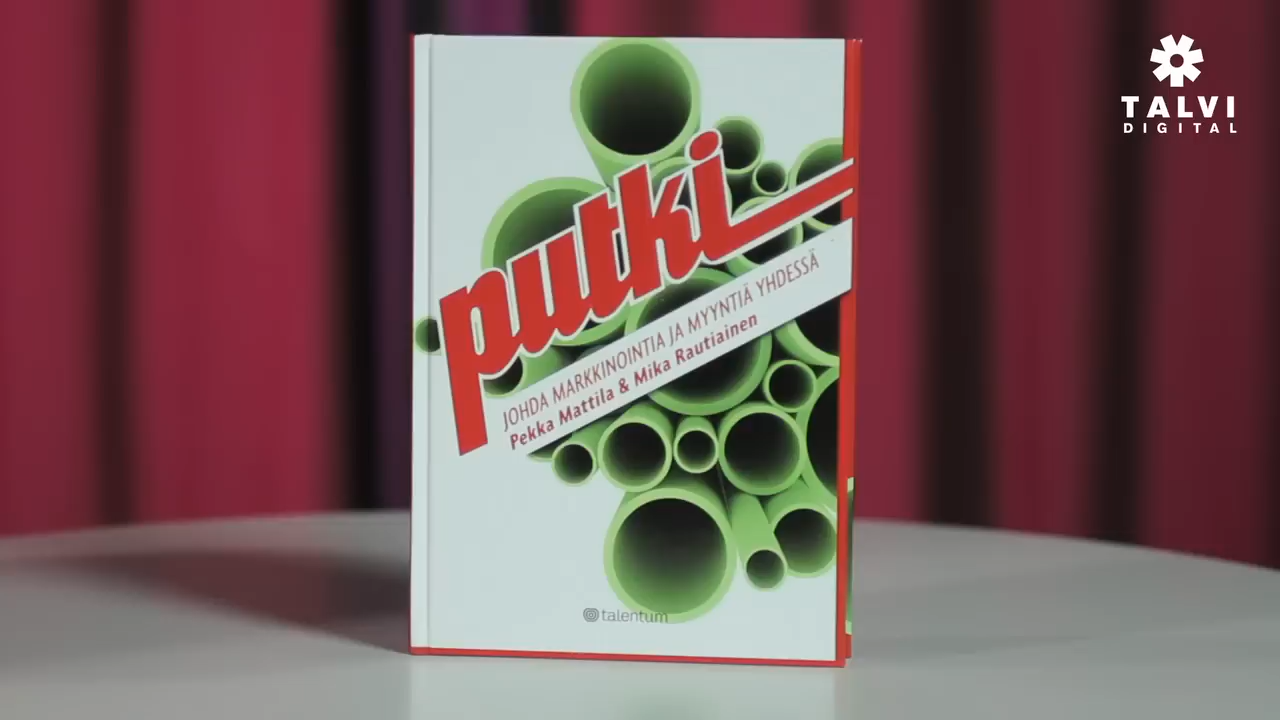 putki
JOHDA MARKKINOINTIA JA MYYNTIÄ YHDESSÄ
Pekka Mattila & Mika Rautiainen
talentum
TALVI
DIGITAL